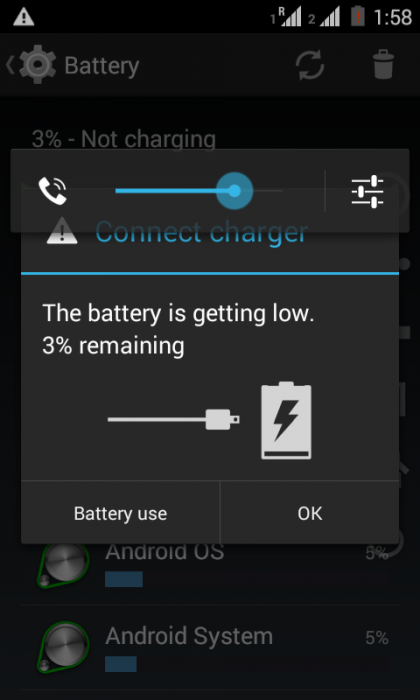 1 R 2 1:58
Battery
3% - Not charging
Connect charger
The battery is getting low.
3% remaining
Battery use OK
Android OS 5%
Android System 5%